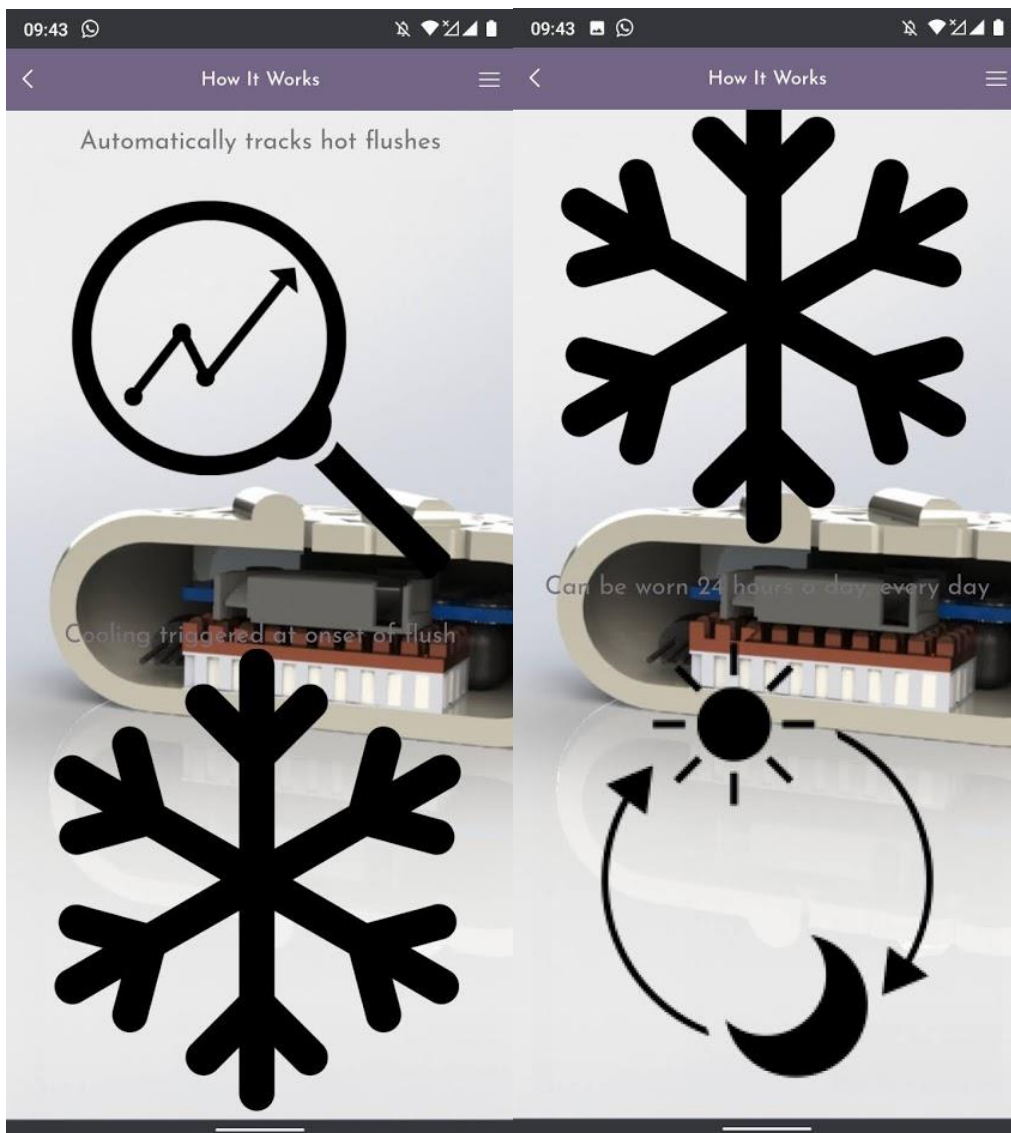 09:43
How It Works
Automatically tracks hot flushes
Cooling triggered at onset of flush
09:43
How It Works
Can be worn 24 hours a day, every day